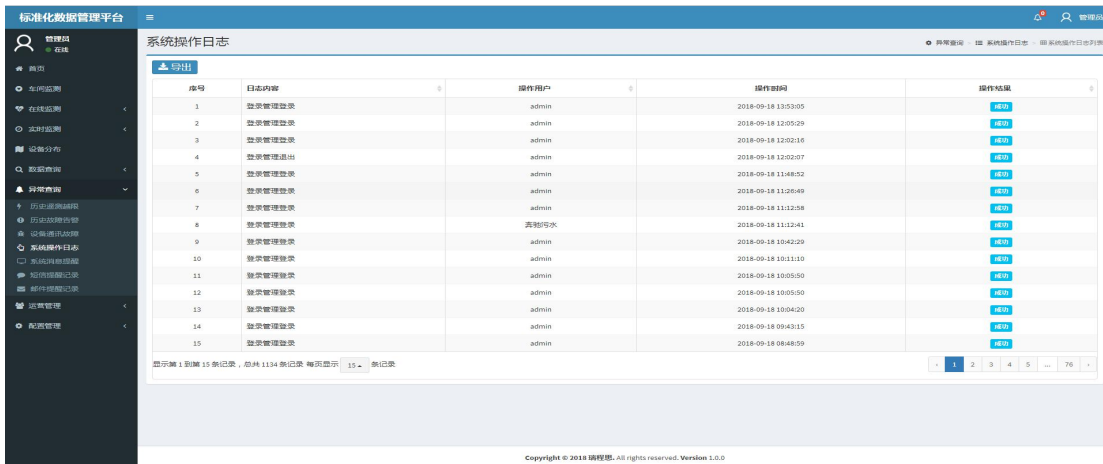 标准化数据管理平台
管理员
管理员
在线
首页
车间监测
在线监测
实时监测
设备分布
数据查询
异常查询
历史遥测越限
历史故障告警
设备通讯故障
系统操作日志
系统消息提醒
短信提醒记录
邮件提醒记录
运营管理
配置管理
系统操作日志
异常查询 - 系统操作日志 - 系统操作日志列表
导出
序号 日志内容 操作用户 操作时间 操作结果
1 登录管理登录 admin 2018-09-18 13:53:05 成功
2 登录管理登录 admin 2018-09-18 12:05:29 成功
3 登录管理登录 admin 2018-09-18 12:02:16 成功
4 登录管理退出 admin 2018-09-18 12:02:07 成功
5 登录管理登录 admin 2018-09-18 11:48:52 成功
6 登录管理登录 admin 2018-09-18 11:26:49 成功
7 登录管理登录 admin 2018-09-18 11:12:58 成功
8 登录管理登录 奔驰污水 2018-09-18 11:12:41 成功
9 登录管理登录 admin 2018-09-18 10:42:29 成功
10 登录管理登录 admin 2018-09-18 10:11:10 成功
11 登录管理登录 admin 2018-09-18 10:05:50 成功
12 登录管理登录 admin 2018-09-18 10:05:50 成功
13 登录管理登录 admin 2018-09-18 10:04:20 成功
14 登录管理登录 admin 2018-09-18 09:43:15 成功
15 登录管理登录 admin 2018-09-18 08:48:59 成功
显示第 1 到第 15 条记录，总共 1134 条记录 每页显示 15 条记录
‹ 1 2 3 4 5 ... 76 ›
Copyright © 2018 瑞程思. All rights reserved. Version 1.0.0